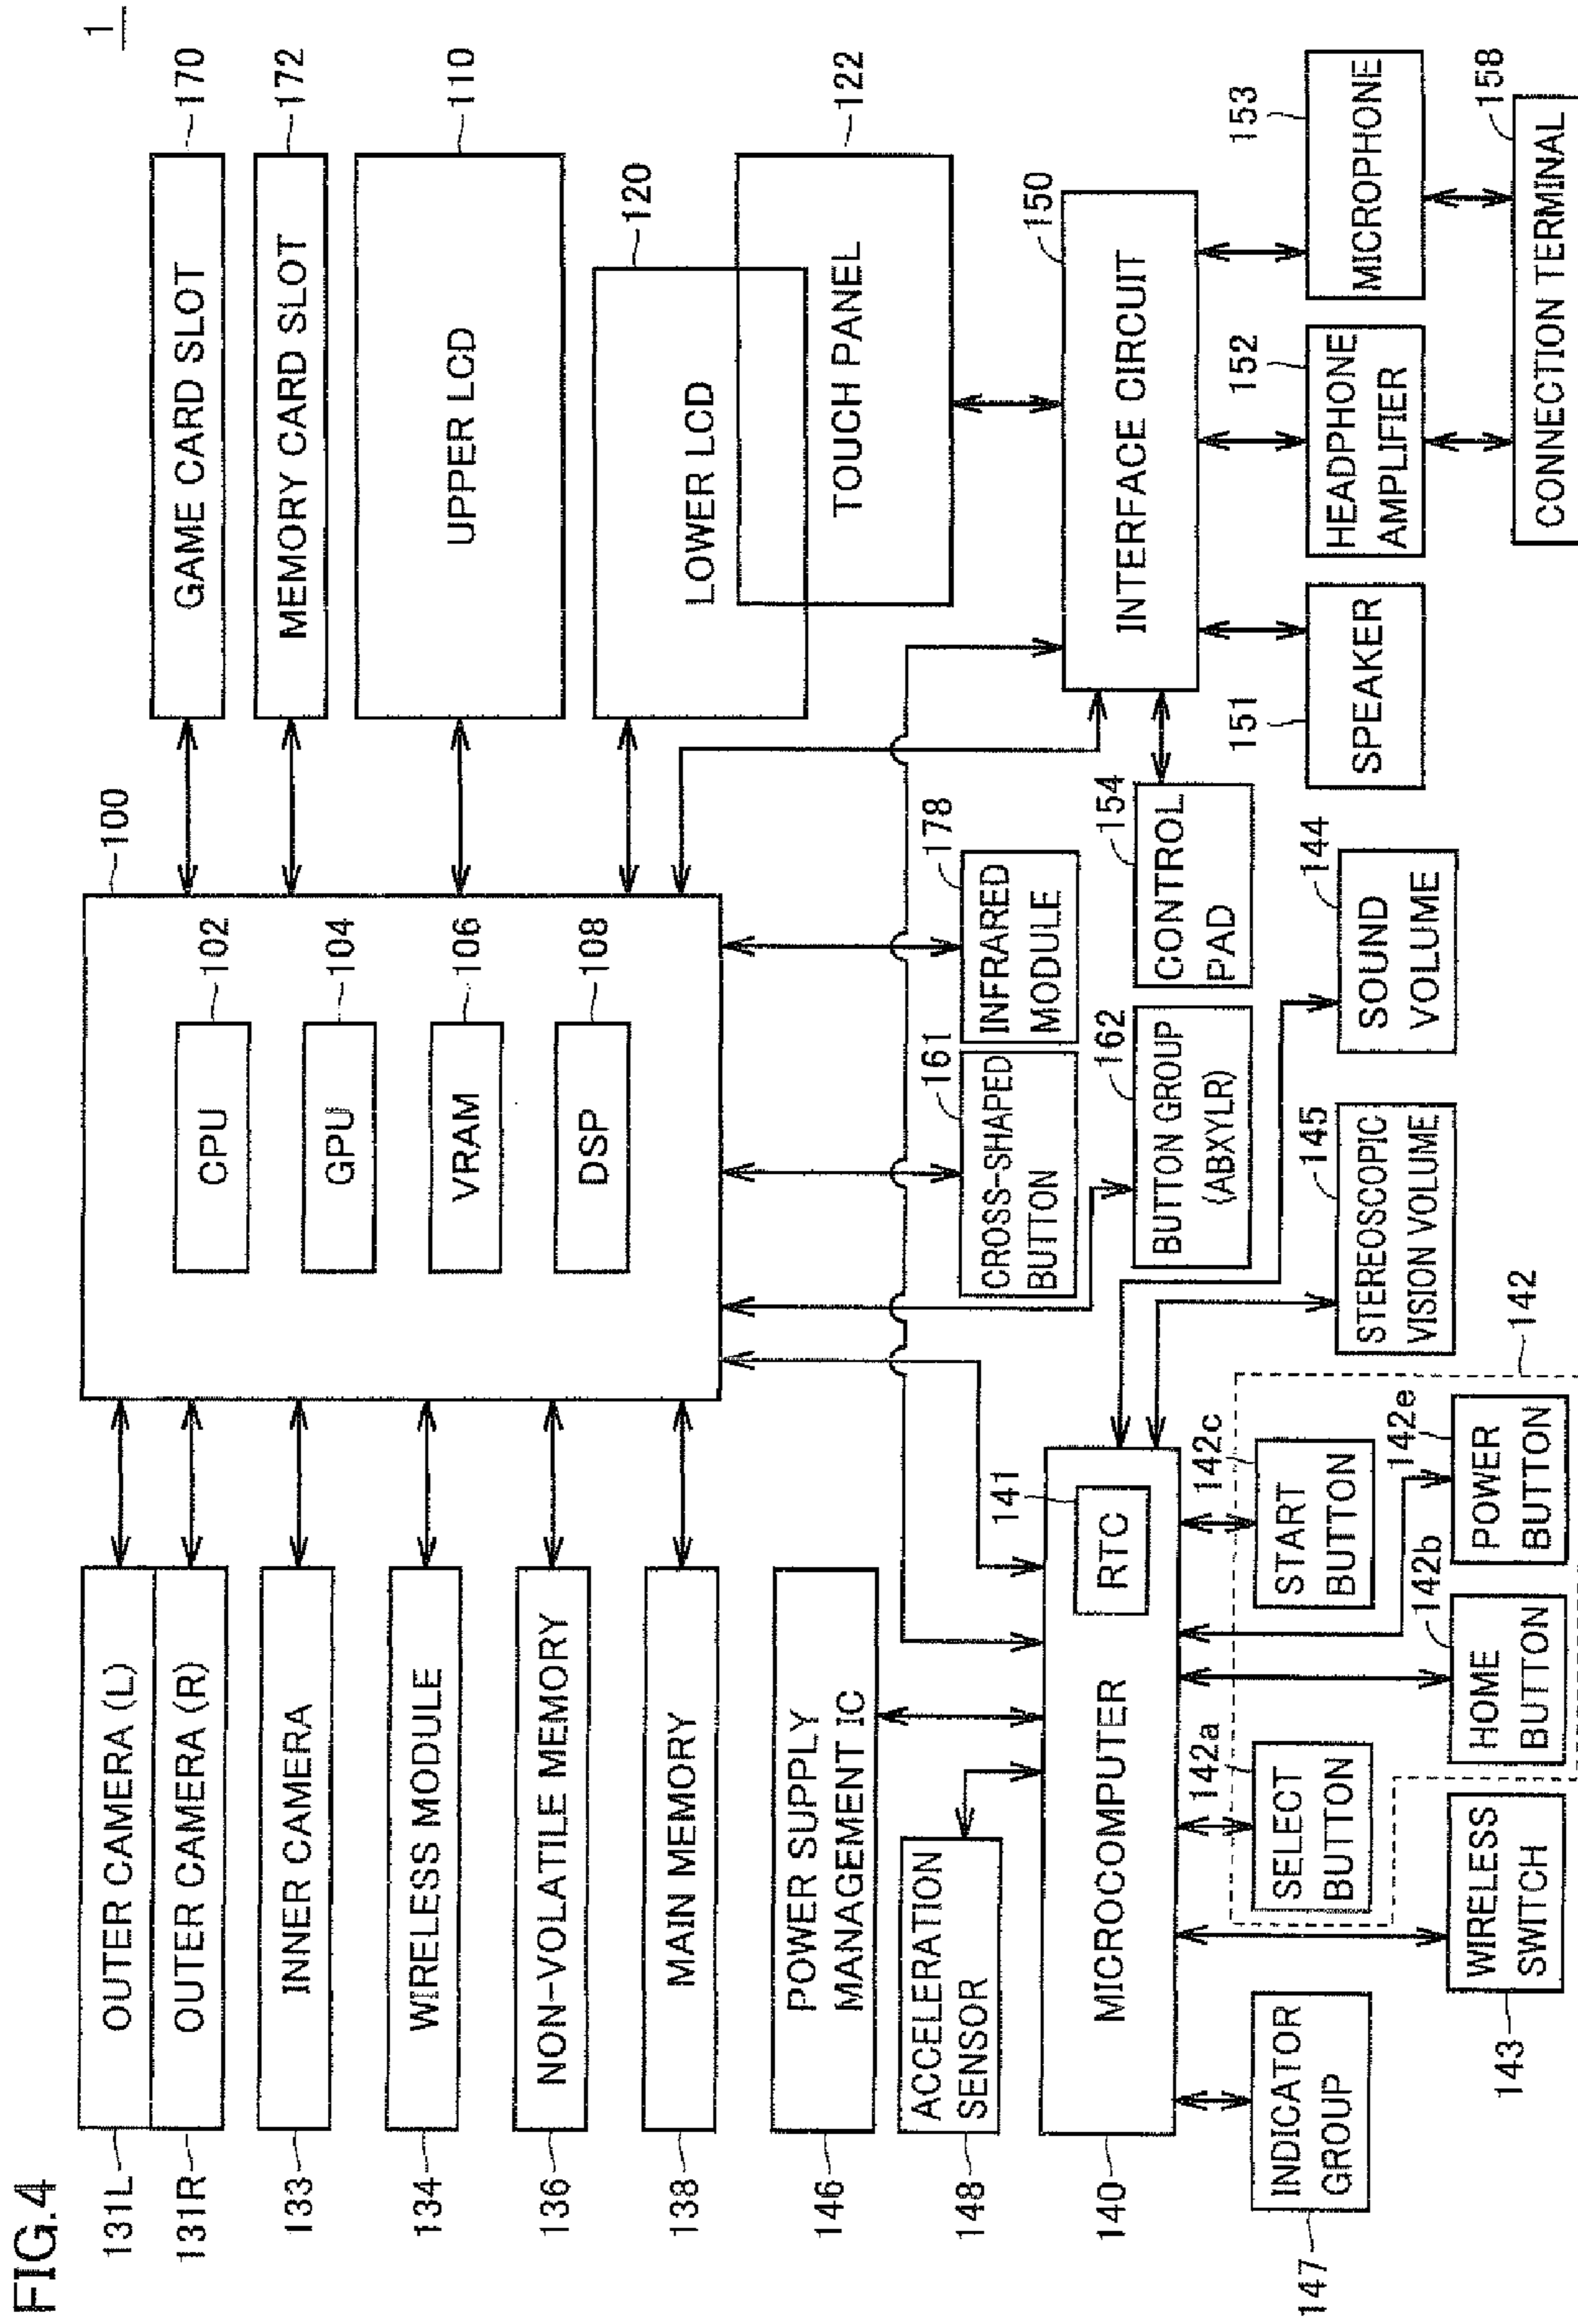 FIG.4
1
131L
OUTER CAMERA (L)
131R
OUTER CAMERA (R)
133
INNER CAMERA
134
WIRELESS MODULE
136
NON-VOLATILE MEMORY
138
MAIN MEMORY
146
POWER SUPPLY
MANAGEMENT IC
148
ACCELERATION
SENSOR
140
MICROCOMPUTER
141
RTC
147
INDICATOR
GROUP
143
WIRELESS
SWITCH
142a
SELECT
BUTTON
142b
HOME
BUTTON
142c
START
BUTTON
142e
POWER
BUTTON
142
100
CPU
102
GPU
104
VRAM
106
DSP
108
161
CROSS-SHAPED
BUTTON
178
INFRARED
MODULE
162
BUTTON GROUP
(ABXYLR)
154
CONTROL
PAD
145
STEREOSCOPIC
VISION VOLUME
144
SOUND
VOLUME
GAME CARD SLOT
170
MEMORY CARD SLOT
172
UPPER LCD
110
LOWER LCD
120
TOUCH PANEL
122
INTERFACE CIRCUIT
150
151
SPEAKER
152
HEADPHONE
AMPLIFIER
153
MICROPHONE
158
CONNECTION TERMINAL